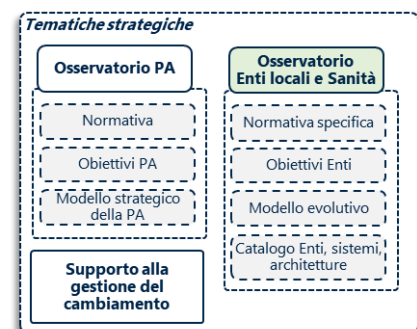 Tematiche strategiche
Osservatorio PA
Normativa
Obiettivi PA
Modello strategico
della PA
Supporto alla
gestione del
cambiamento
Osservatorio
Enti locali e Sanità
Normativa specifica
Obiettivi Enti
Modello evolutivo
Catalogo Enti, sistemi,
architetture